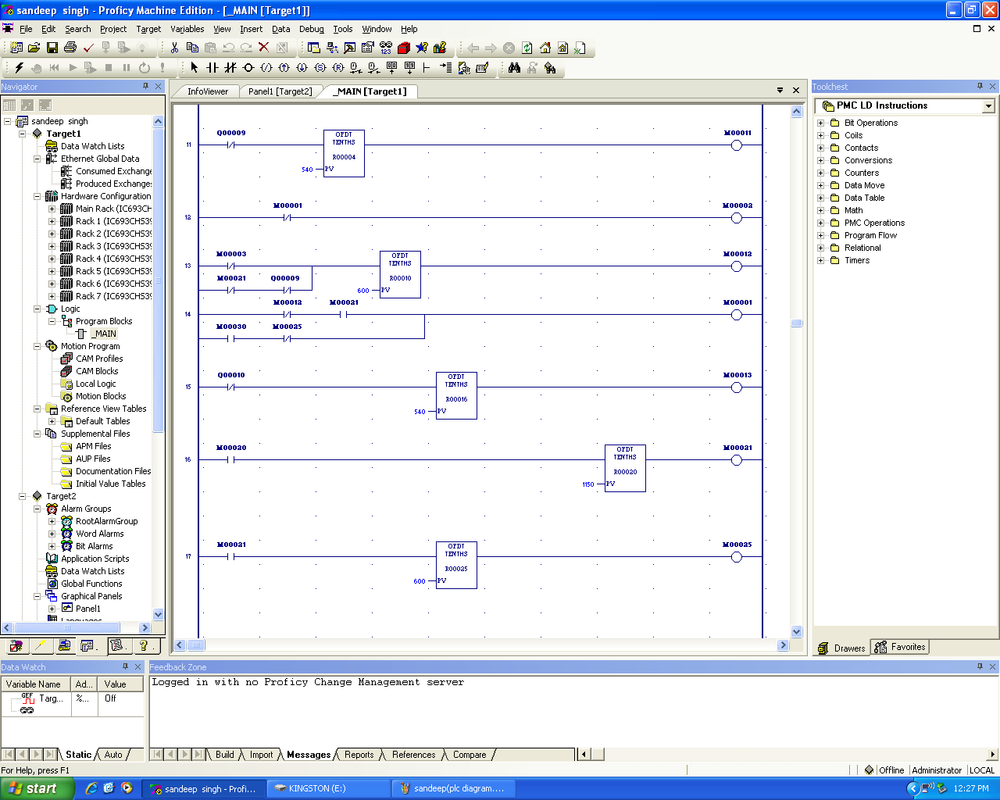 sandeep singh - Proficy Machine Edition - [_MAIN [Target1]]
File Edit Search Project Target Variables View Insert Data Debug Tools Window Help
Navigator
sandeep singh
Target1
Data Watch Lists
Ethernet Global Data
Consumed Exchange
Produced Exchanges
Hardware Configuration
Main Rack (IC693CH
Rack 1 (IC693CHS39
Rack 2 (IC693CHS39
Rack 3 (IC693CHS39
Rack 4 (IC693CHS39
Rack 5 (IC693CHS39
Rack 6 (IC693CHS39
Rack 7 (IC693CHS39
Logic
Program Blocks
_MAIN
Motion Program
CAM Profiles
CAM Blocks
Local Logic
Motion Blocks
Reference View Tables
Default Tables
Supplemental Files
APM Files
AUP Files
Documentation Files
Initial Value Tables
Target2
Alarm Groups
RootAlarmGroup
Word Alarms
Bit Alarms
Application Scripts
Data Watch Lists
Global Functions
Graphical Panels
Panel1
Languages
InfoViewer Panel1 [Target2] _MAIN [Target1]
Q00009 OFDT M00011
TENTHS
11
R00004
540 PV
M00001 M00002
12
M00003 OFDT M00012
TENTHS
13
M00021 Q00009 R00010
600 PV
M00012 M00021 M00001
14
M00030 M00025
Q00010 OFDT M00013
TENTHS
15
R00016
540 PV
M00020 OFDT M00021
TENTHS
16
R00020
1150 PV
M00021 OFDT M00025
TENTHS
17
R00025
600 PV
Toolchest
PMC LD Instructions
Bit Operations
Coils
Contacts
Conversions
Counters
Data Move
Data Table
Math
PMC Operations
Program Flow
Relational
Timers
Drawers Favorites
Data Watch
Variable Name Ad... Value
GEF Targ... %... Off
Static Auto
Feedback Zone
Logged in with no Proficy Change Management server
Build Import Messages Reports References Compare
For Help, press F1
Offline Administrator LOCAL
start sandeep singh - Profi... KINGSTON (E:) sandeep(plc diagram.... 12:27 PM